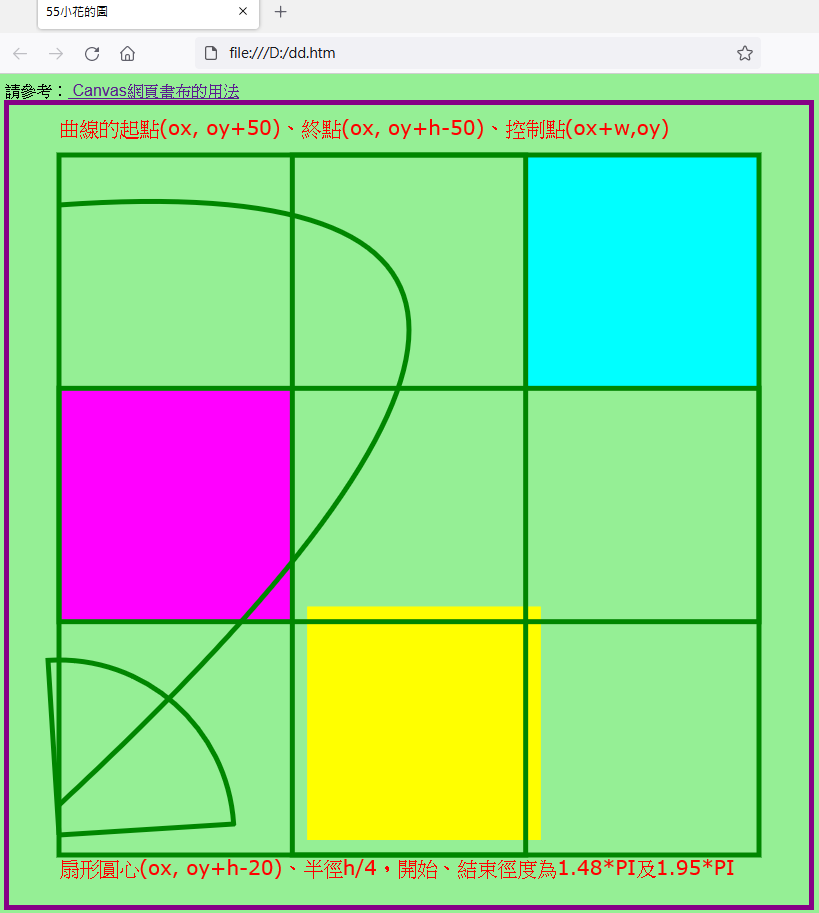 55小花的圖
file:///D:/dd.htm
請參考： Canvas網頁畫布的用法
曲線的起點(ox, oy+50)、終點(ox, oy+h-50)、控制點(ox+w,oy)
扇形圓心(ox, oy+h-20)、半徑h/4，開始、結束徑度為1.48*PI及1.95*PI